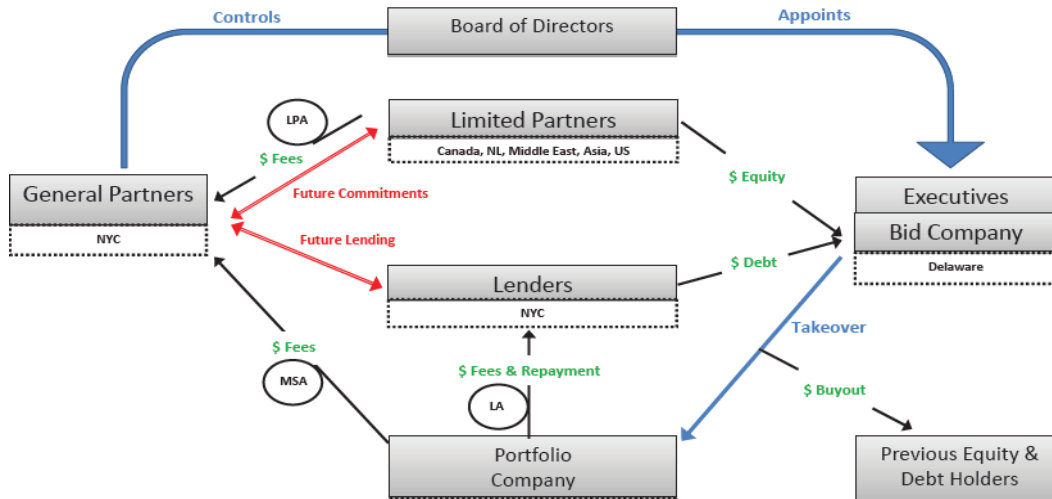 Controls
Board of Directors
Appoints
LPA
Limited Partners
Canada, NL, Middle East, Asia, US
$ Fees
General Partners
NYC
Future Commitments
$ Equity
Executives
Bid Company
Delaware
Future Lending
$ Debt
Lenders
NYC
Takeover
$ Fees
MSA
$ Fees & Repayment
LA
$ Buyout
Portfolio
Company
Previous Equity &
Debt Holders